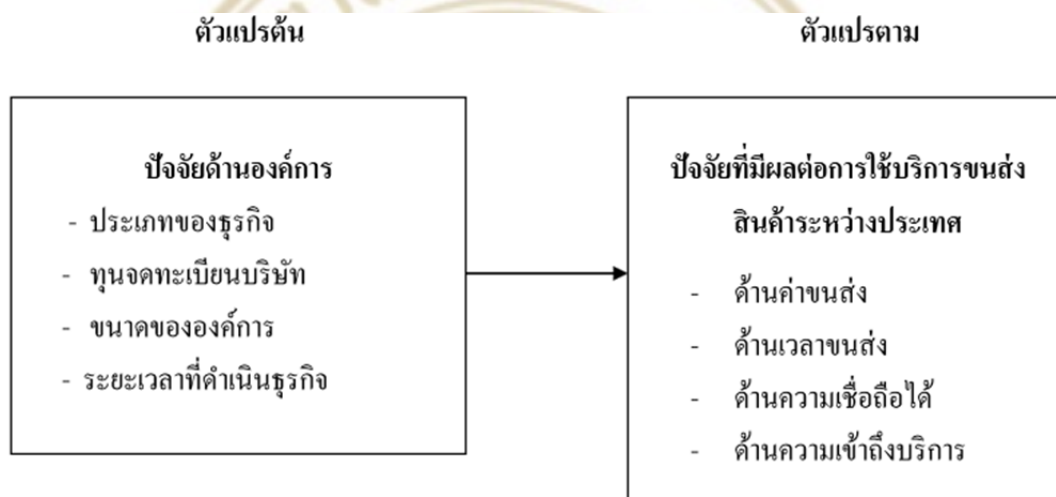 ตัวแปรต้น
ตัวแปรตาม
ปัจจัยด้านองค์การ
- ประเภทของธุรกิจ
- ทุนจดทะเบียนบริษัท
- ขนาดขององค์การ
- ระยะเวลาที่ดำเนินธุรกิจ
ปัจจัยที่มีผลต่อการใช้บริการขนส่ง
สินค้าระหว่างประเทศ
- ด้านค่าขนส่ง
- ด้านเวลาขนส่ง
- ด้านความเชื่อถือได้
- ด้านความเข้าถึงบริการ